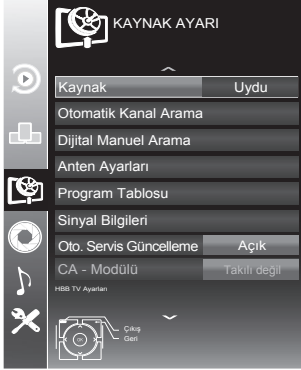 KAYNAK AYARI
Kaynak Uydu
Otomatik Kanal Arama
Dijital Manuel Arama
Anten Ayarları
Program Tablosu
Sinyal Bilgileri
Oto. Servis Güncelleme Açık
CA - Modülü Takılı değil
HBB TV Ayarları
Çıkış
OK Geri